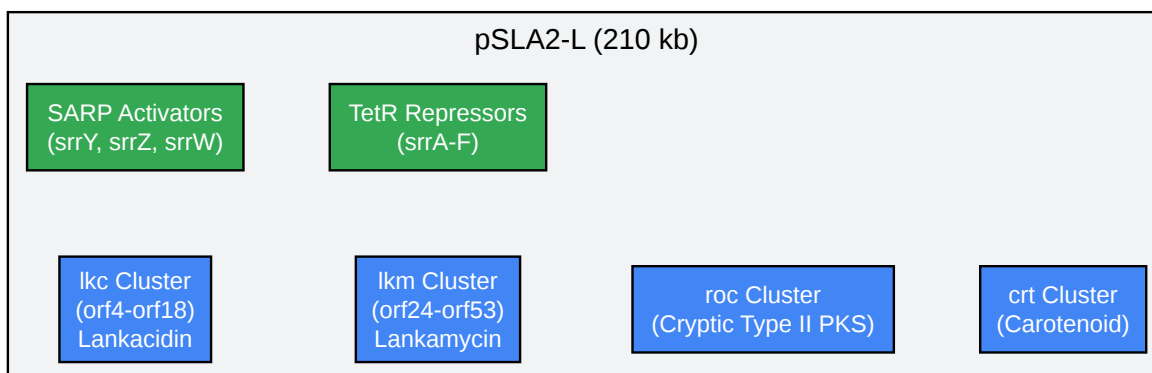 pSLA2-L (210 kb)
SARP Activators
(srrY, srrZ, srrW)
TetR Repressors
(srrA-F)
lkc Cluster
(orf4-orf18)
Lankacidin
lkm Cluster
(orf24-orf53)
Lankamycin
roc Cluster
(Cryptic Type II PKS)
crt Cluster
(Carotenoid)